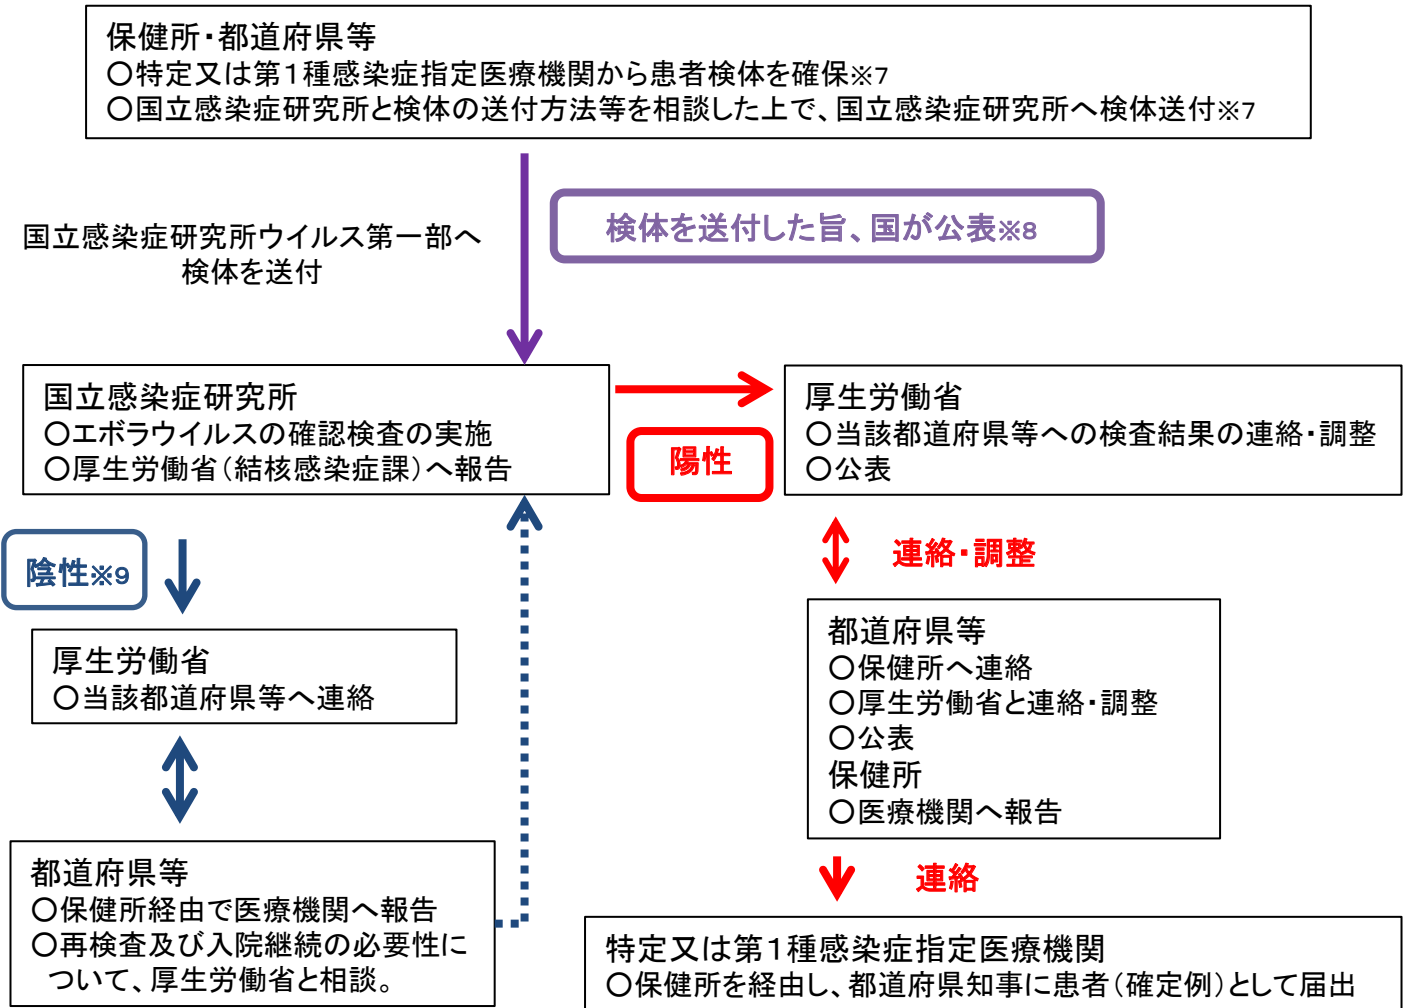 保健所・都道府県等
○特定又は第１種感染症指定医療機関から患者検体を確保※7
○国立感染症研究所と検体の送付方法等を相談した上で、国立感染症研究所へ検体送付※7
検体を送付した旨、国が公表※8
国立感染症研究所ウイルス第一部へ
検体を送付
国立感染症研究所
○エボラウイルスの確認検査の実施
○厚生労働省（結核感染症課）へ報告
陽性
厚生労働省
○当該都道府県等への検査結果の連絡・調整
○公表
陰性※9
連絡・調整
厚生労働省
○当該都道府県等へ連絡
都道府県等
○保健所へ連絡
○厚生労働省と連絡・調整
○公表
保健所
○医療機関へ報告
都道府県等
○保健所経由で医療機関へ報告
○再検査及び入院継続の必要性に
ついて、厚生労働省と相談。
連絡
特定又は第１種感染症指定医療機関
○保健所を経由し、都道府県知事に患者（確定例）として届出